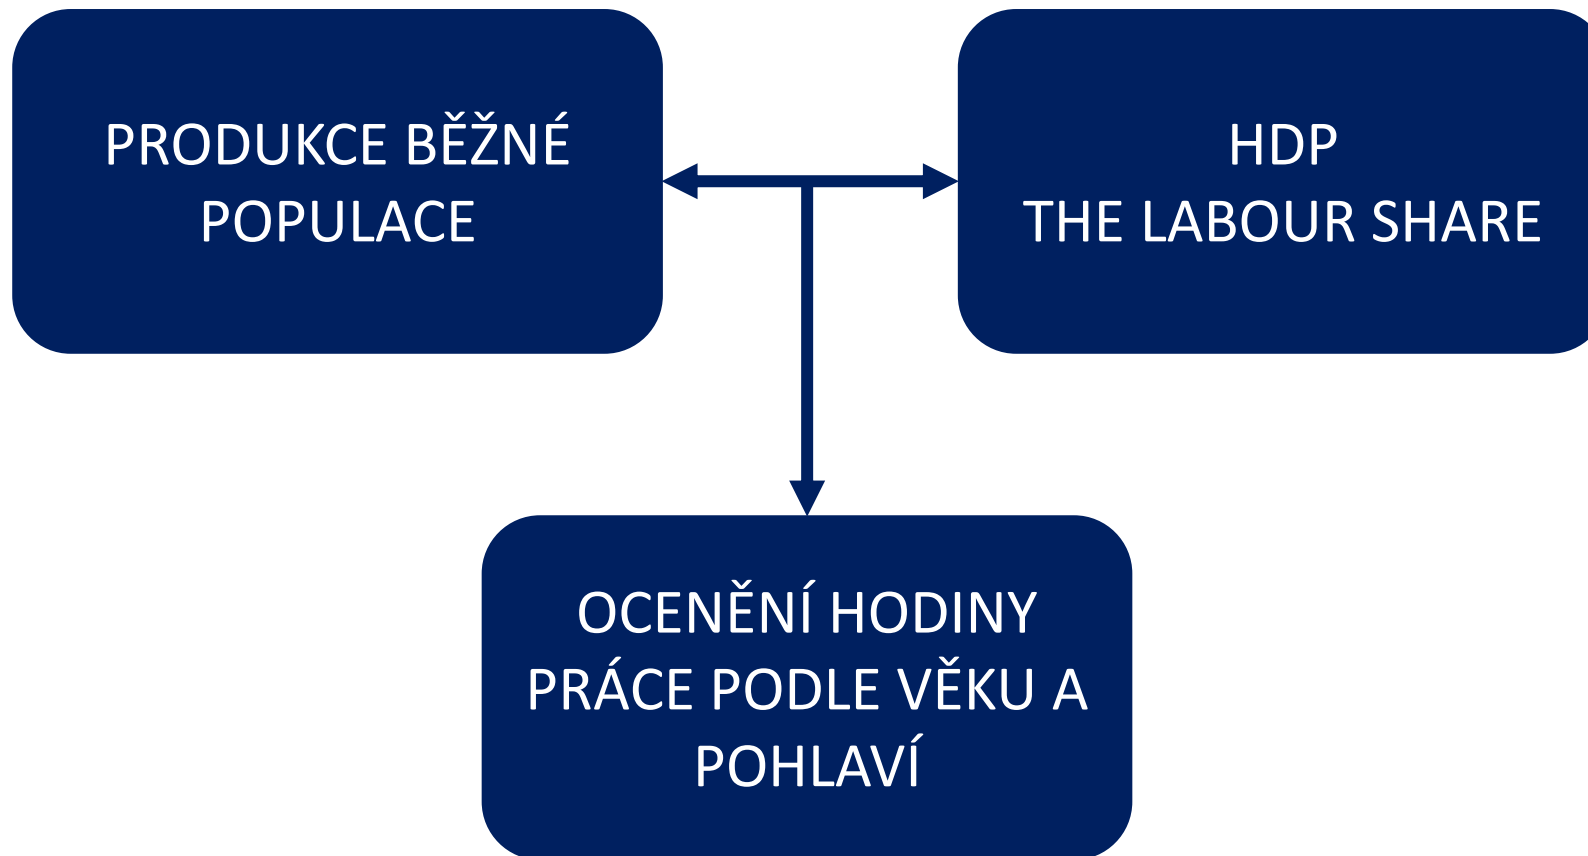 PRODUKCE BĚŽNÉ
POPULACE
HDP
THE LABOUR SHARE
OCENĚNÍ HODINY
PRÁCE PODLE VĚKU A
POHLAVÍ